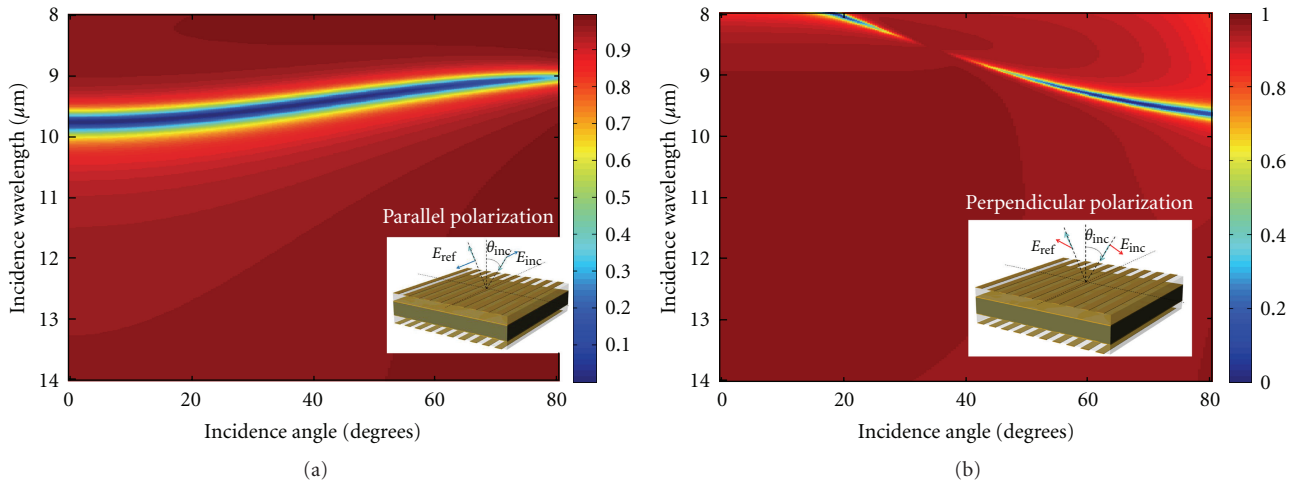 8
9
10
11
12
13
14
Incidence wavelength (μm)
0
20
40
60
80
Incidence angle (degrees)
Parallel polarization
E_ref
θ_inc
E_inc
0.9
0.8
0.7
0.6
0.5
0.4
0.3
0.2
0.1
(a)
8
9
10
11
12
13
14
Incidence wavelength (μm)
0
20
40
60
80
Incidence angle (degrees)
Perpendicular polarization
E_ref
θ_inc
E_inc
1
0.8
0.6
0.4
0.2
0
(b)